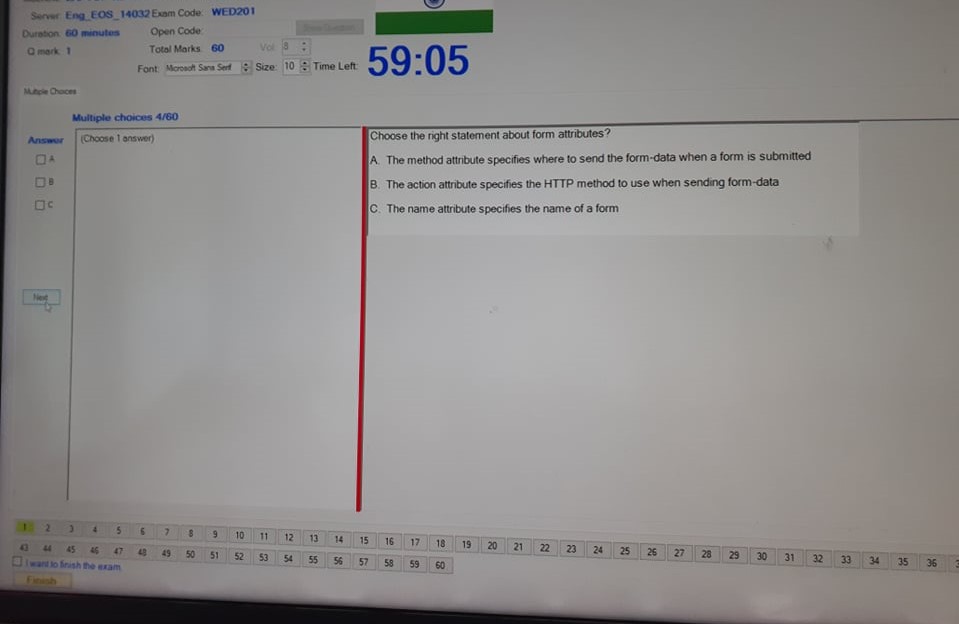 Server: Eng_EOS_14032 Exam Code: WED201
Duration: 60 minutes Open Code:
Q mark: 1 Total Marks: 60 Vol: 8
Font: Microsoft Sans Serif Size: 10 Time Left: 59:05
Multiple Choices
Multiple choices 4/60
Answer (Choose 1 answer)
A
B
C
Next
Choose the right statement about form attributes?
A. The method attribute specifies where to send the form-data when a form is submitted
B. The action attribute specifies the HTTP method to use when sending form-data
C. The name attribute specifies the name of a form
1 2 3 4 5 6 7 8 9 10 11 12 13 14 15 16 17 18 19 20 21 22 23 24 25 26 27 28 29 30 31 32 33 34 35 36
43 44 45 46 47 48 49 50 51 52 53 54 55 56 57 58 59 60
I want to finish the exam.
Finish